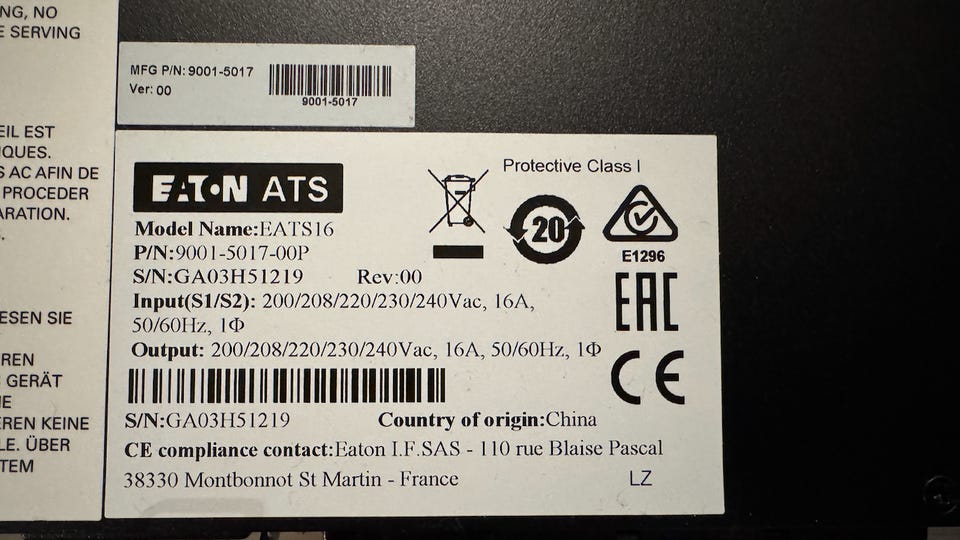 NG, NO
E SERVING
EIL EST
IQUES.
S AC AFIN DE
PROCEDER
ARATION.
ESEN SIE
REN
GERÄT
IE
EREN KEINE
LE. ÜBER
TEM
MFG P/N: 9001-5017
Ver: 00
9001-5017
EATON ATS
Protective Class I
20
E1296
EAC
CE
Model Name:EATS16
P/N:9001-5017-00P
S/N:GA03H51219 Rev:00
Input(S1/S2): 200/208/220/230/240Vac, 16A,
50/60Hz, 1Φ
Output: 200/208/220/230/240Vac, 16A, 50/60Hz, 1Φ
S/N:GA03H51219 Country of origin:China
CE compliance contact:Eaton I.F.SAS - 110 rue Blaise Pascal
38330 Montbonnot St Martin - France LZ